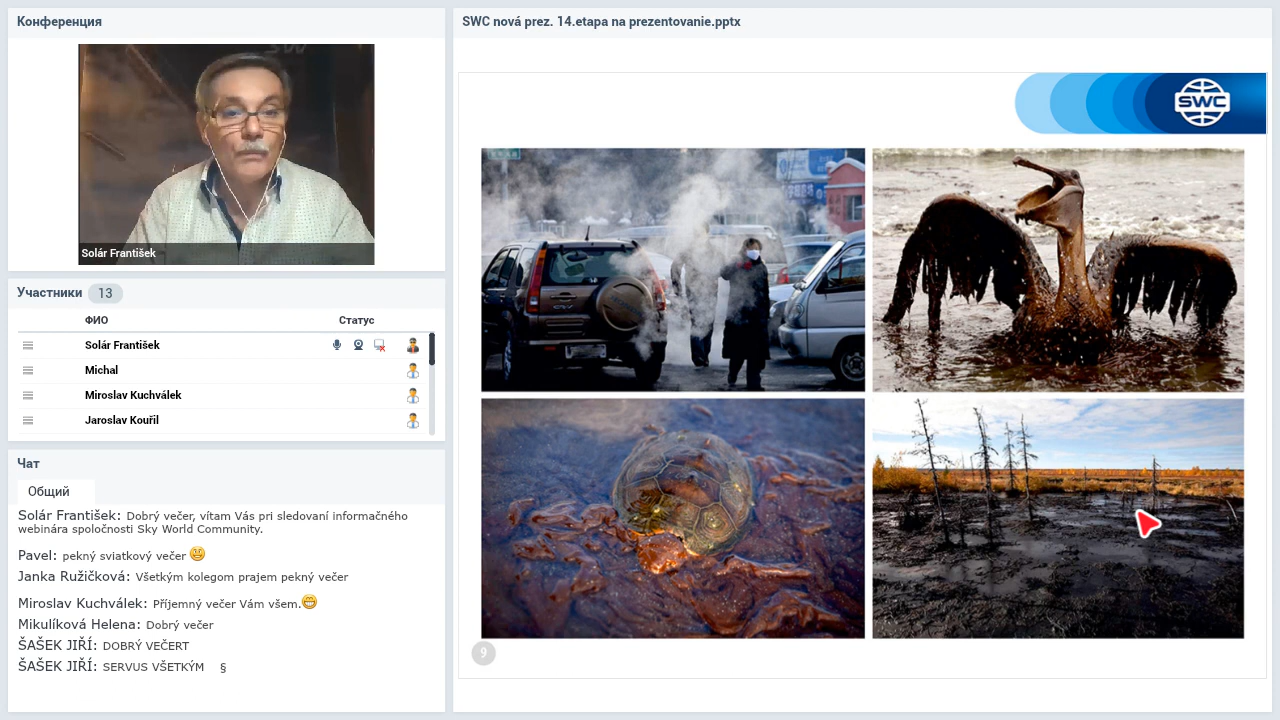 Конференция
SWC nová prez. 14.etapa na prezentovanie.pptx
Solár František
SWC
Участники 13
ФИО Статус
Solár František
Michal
Miroslav Kuchválek
Jaroslav Kouřil
Чат
Общий
Solár František: Dobrý večer, vítam Vás pri sledovaní informačného
webinára spoločnosti Sky World Community.
Pavel: pekný sviatkový večer
Janka Ružičková: Všetkým kolegom prajem pekný večer
Miroslav Kuchválek: Příjemný večer Vám všem.
Mikulíková Helena: Dobrý večer
ŠAŠEK JIŘÍ: DOBRÝ VEČERT
ŠAŠEK JIŘÍ: SERVUS VŠETKÝM §
9